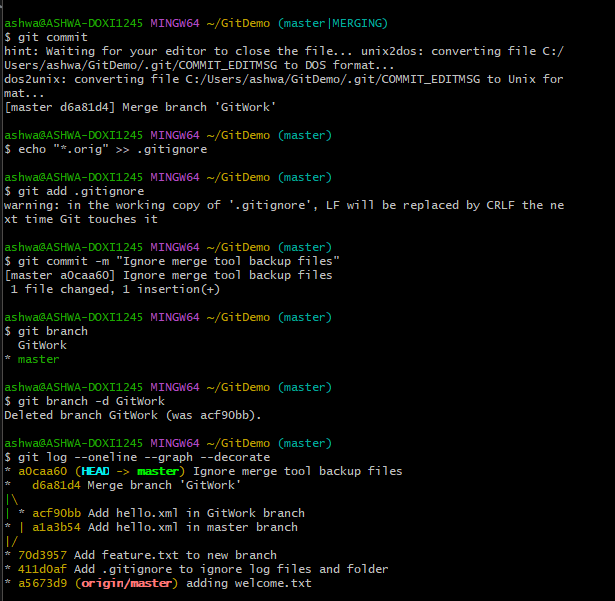 ashwa@ASHWA-DOXI1245 MINGW64 ~/GitDemo (master|MERGING)
$ git commit
hint: Waiting for your editor to close the file... unix2dos: converting file C:/
Users/ashwa/GitDemo/.git/COMMIT_EDITMSG to DOS format...
dos2unix: converting file C:/Users/ashwa/GitDemo/.git/COMMIT_EDITMSG to Unix for
mat...
[master d6a81d4] Merge branch 'GitWork'
ashwa@ASHWA-DOXI1245 MINGW64 ~/GitDemo (master)
$ echo "*.orig" >> .gitignore
ashwa@ASHWA-DOXI1245 MINGW64 ~/GitDemo (master)
$ git add .gitignore
warning: in the working copy of '.gitignore', LF will be replaced by CRLF the ne
xt time Git touches it
ashwa@ASHWA-DOXI1245 MINGW64 ~/GitDemo (master)
$ git commit -m "Ignore merge tool backup files"
[master a0caa60] Ignore merge tool backup files
 1 file changed, 1 insertion(+)
ashwa@ASHWA-DOXI1245 MINGW64 ~/GitDemo (master)
$ git branch
  GitWork
* master
ashwa@ASHWA-DOXI1245 MINGW64 ~/GitDemo (master)
$ git branch -d GitWork
Deleted branch GitWork (was acf90bb).
ashwa@ASHWA-DOXI1245 MINGW64 ~/GitDemo (master)
$ git log --oneline --graph --decorate
* a0caa60 (HEAD -> master) Ignore merge tool backup files
*   d6a81d4 Merge branch 'GitWork'
|\
| * acf90bb Add hello.xml in GitWork branch
* | a1a3b54 Add hello.xml in master branch
|/
* 70d3957 Add feature.txt to new branch
* 411d0af Add .gitignore to ignore log files and folder
* a5673d9 (origin/master) adding welcome.txt